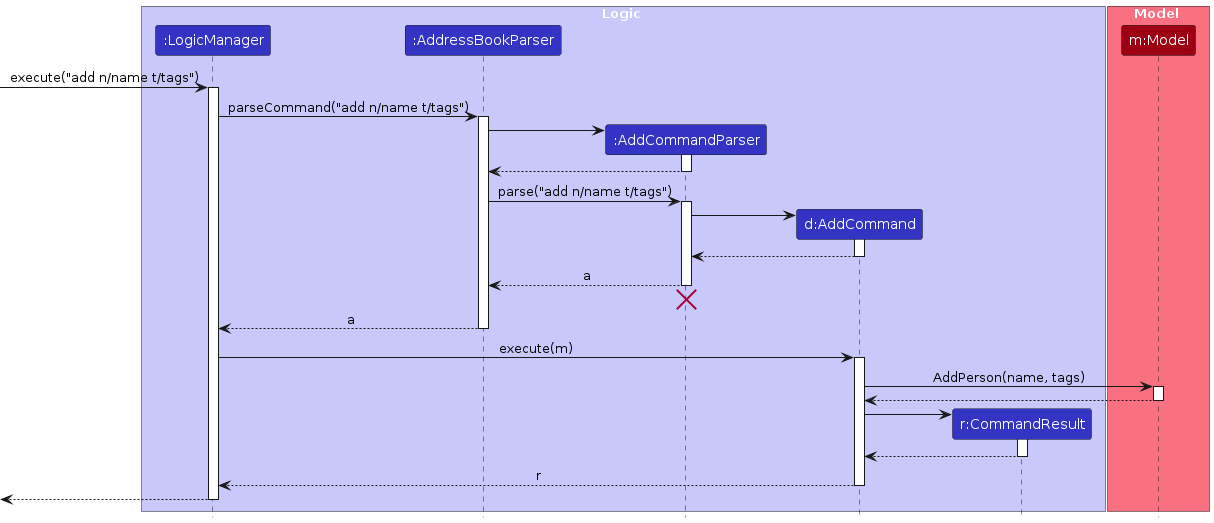 Logic
Model
:LogicManager
:AddressBookParser
m:Model
execute("add n/name t/tags")
parseCommand("add n/name t/tags")
:AddCommandParser
parse("add n/name t/tags")
d:AddCommand
a
a
execute(m)
AddPerson(name, tags)
r:CommandResult
r